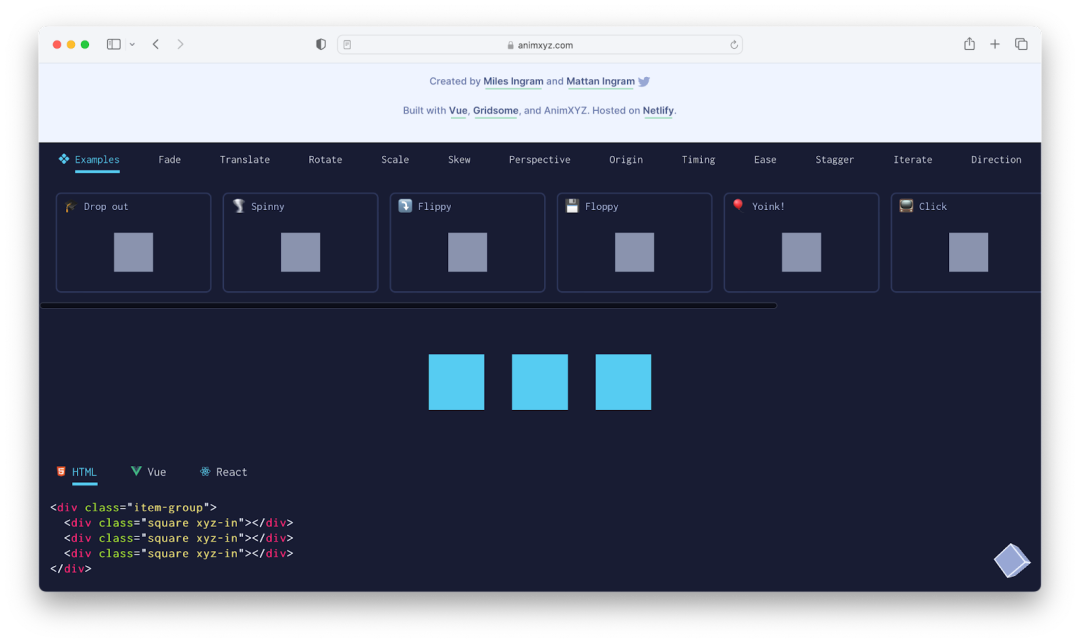 animxyz.com
Created by Miles Ingram and Mattan Ingram
Built with Vue, Gridsome, and AnimXYZ. Hosted on Netlify.
Examples Fade Translate Rotate Scale Skew Perspective Origin Timing Ease Stagger Iterate Direction
Drop out Spinny Flippy Floppy Yoink! Click
HTML Vue React
<div class="item-group">
  <div class="square xyz-in"></div>
  <div class="square xyz-in"></div>
  <div class="square xyz-in"></div>
</div>